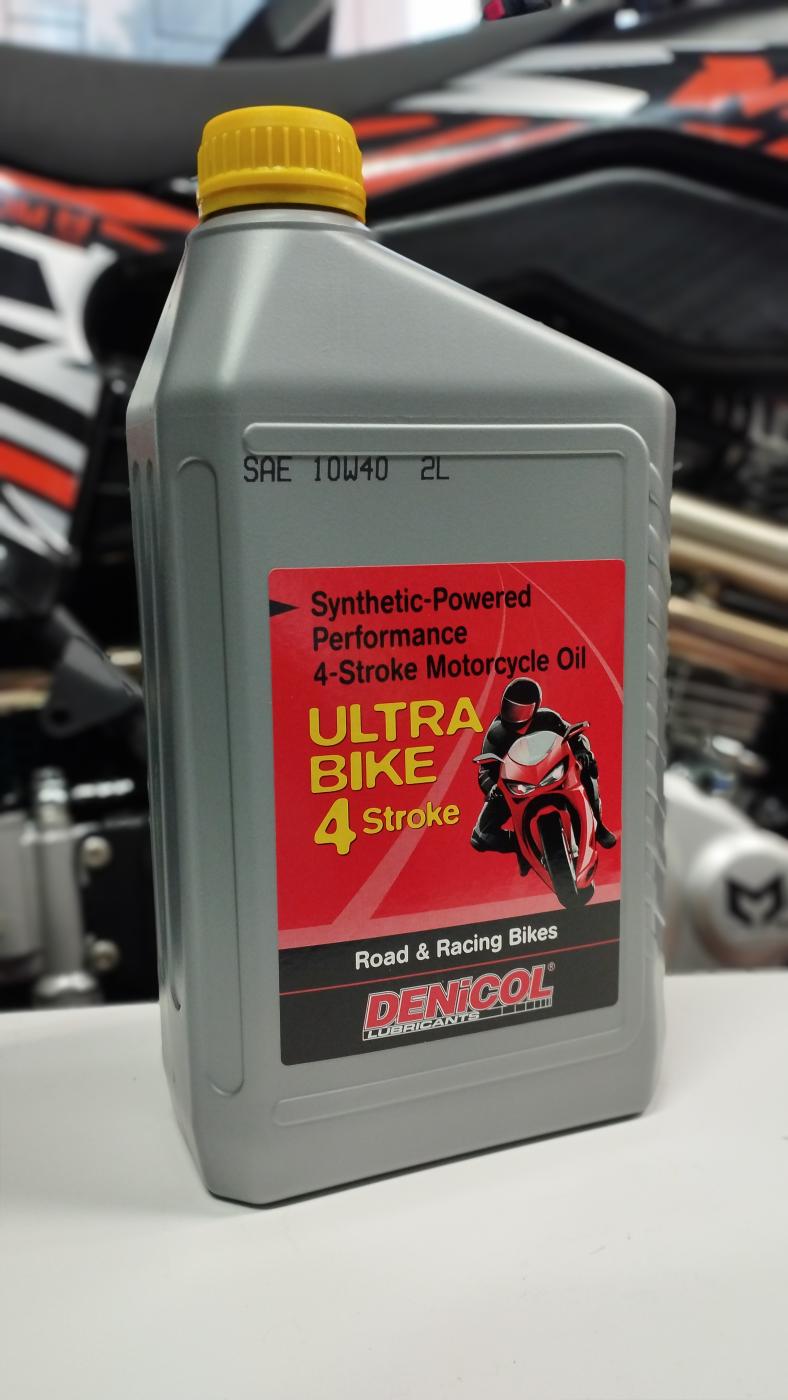 SAE 10W40 2L
Synthetic-Powered
Performance
4-Stroke Motorcycle Oil
ULTRA
BIKE
4 Stroke
Road & Racing Bikes
DENiCOL®
LUBRICANTS